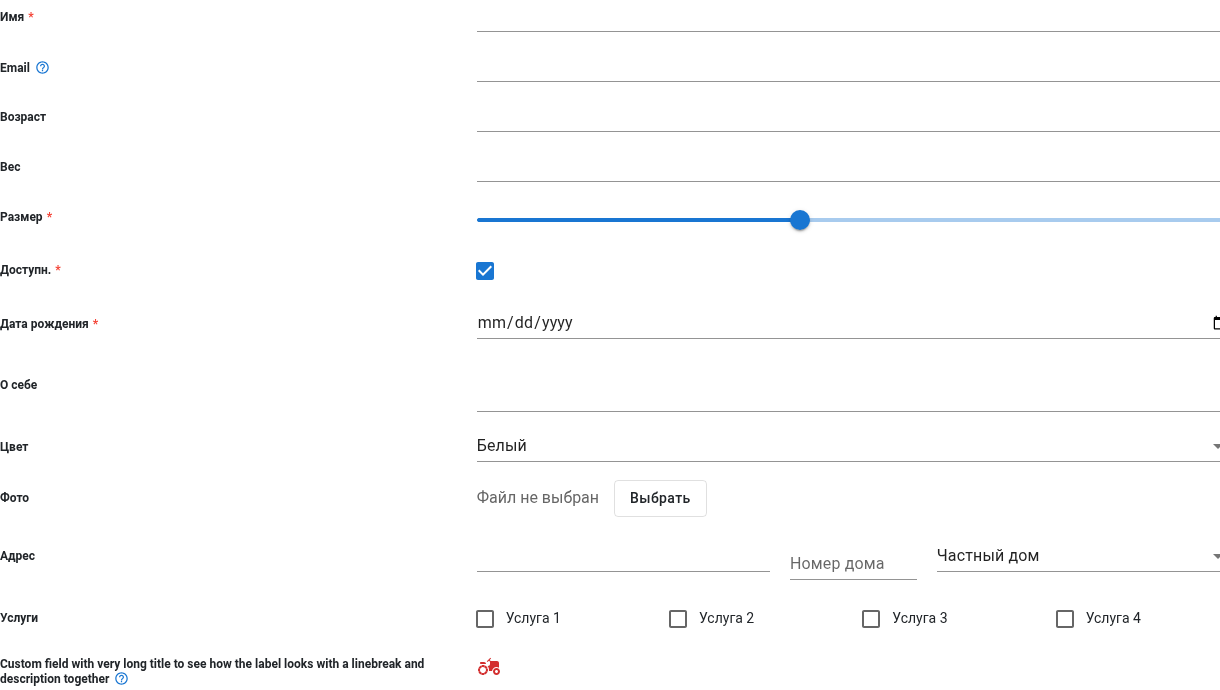 Имя *
Email
Возраст
Вес
Размер *
Доступн. *
Дата рождения *
mm/dd/yyyy
О себе
Цвет
Белый
Фото
Файл не выбран Выбрать
Адрес
Номер дома
Частный дом
Услуги
Услуга 1 Услуга 2 Услуга 3 Услуга 4
Custom field with very long title to see how the label looks with a linebreak and
description together